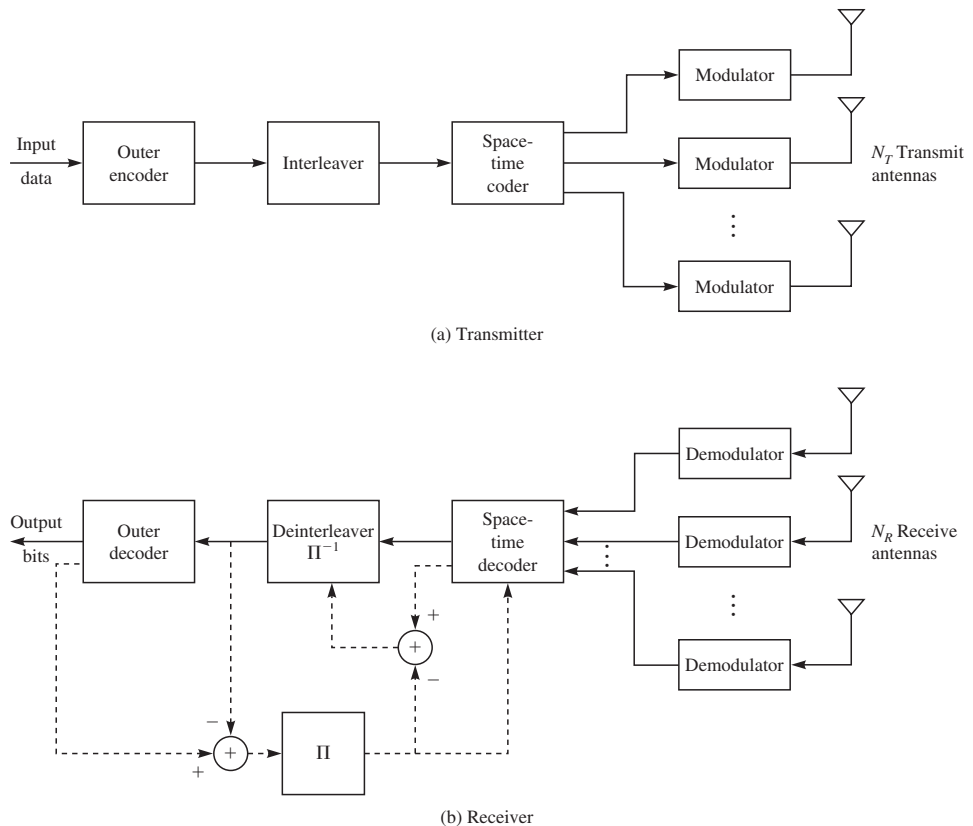 Input
data
Outer
encoder
Interleaver
Space-
time
coder
Modulator
Modulator
⋮
Modulator
N_T Transmit
antennas
(a) Transmitter
Output
bits
Outer
decoder
Deinterleaver
Π⁻¹
Space-
time
decoder
Demodulator
Demodulator
⋮
⋮
Demodulator
N_R Receive
antennas
+
+
−
−
+
+
Π
(b) Receiver